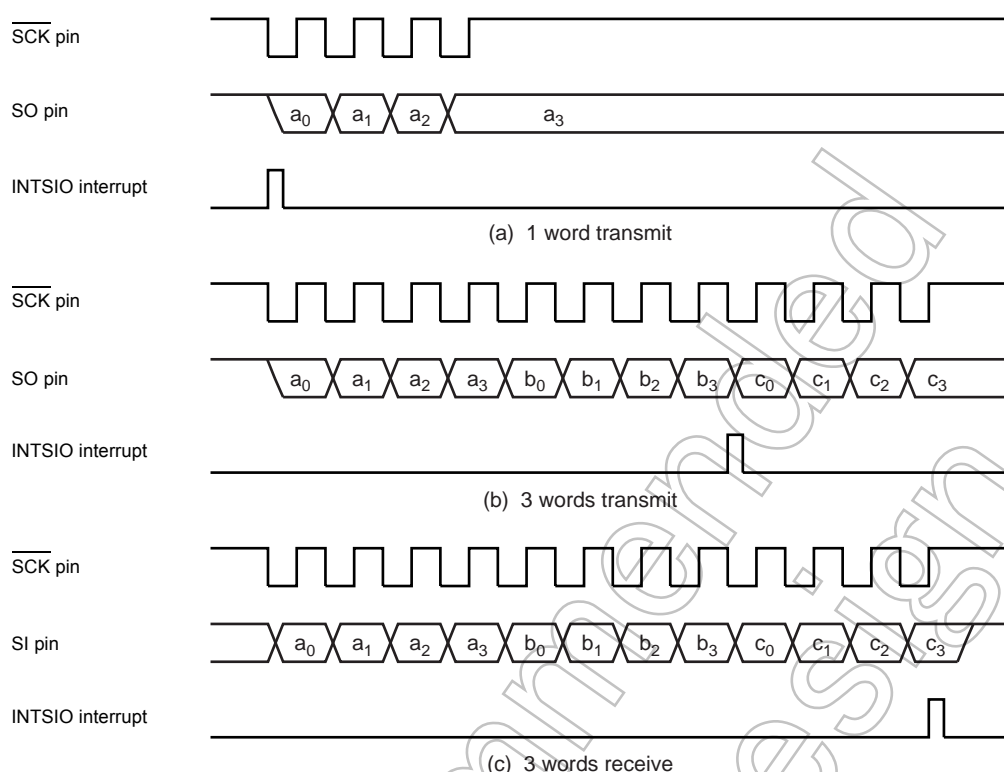 SCK pin
SO pin
a0 a1 a2 a3
INTSIO interrupt
(a) 1 word transmit
SCK pin
SO pin
a0 a1 a2 a3 b0 b1 b2 b3 c0 c1 c2 c3
INTSIO interrupt
(b) 3 words transmit
SCK pin
SI pin
a0 a1 a2 a3 b0 b1 b2 b3 c0 c1 c2 c3
INTSIO interrupt
(c) 3 words receive